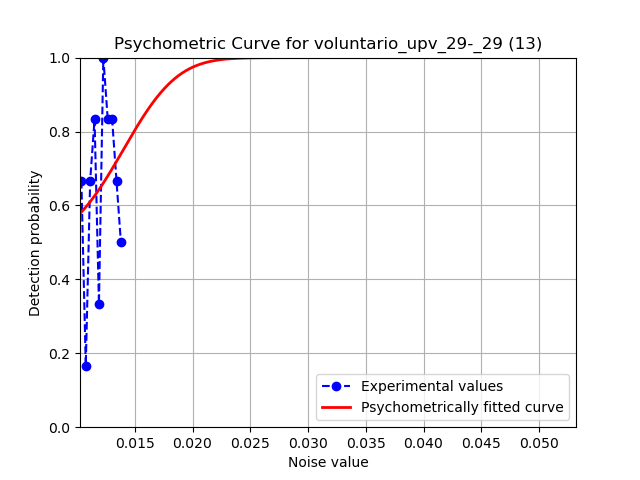 Psychometric Curve for voluntario_upv_29-_29 (13)
Detection probability
1.0
0.8
0.6
0.4
0.2
0.0
0.015 0.020 0.025 0.030 0.035 0.040 0.045 0.050
Noise value
Experimental values
Psychometrically fitted curve